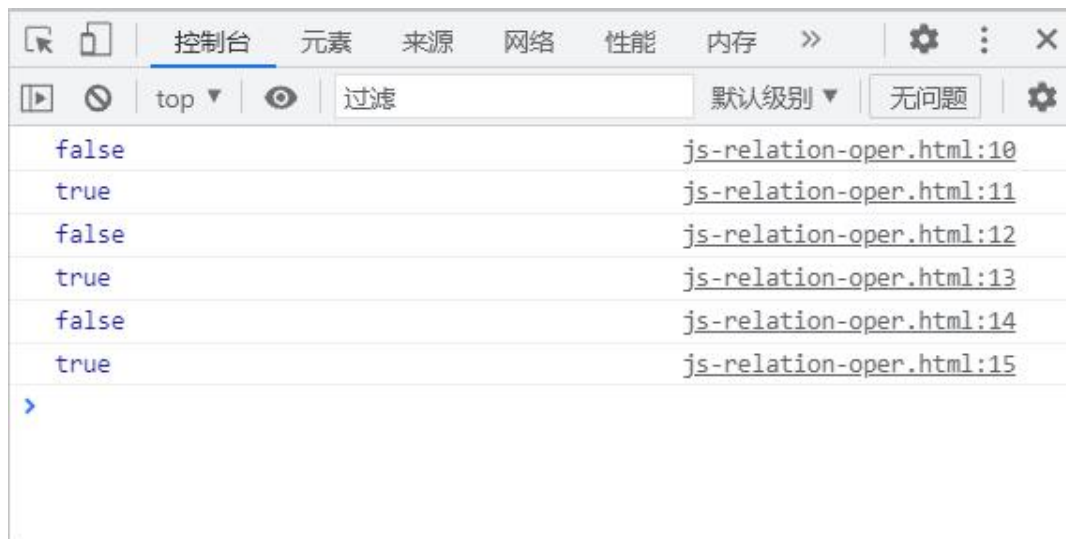 控制台 元素 来源 网络 性能 内存 »
top ▼ 过滤 默认级别 ▼ 无问题
false js-relation-oper.html:10
true js-relation-oper.html:11
false js-relation-oper.html:12
true js-relation-oper.html:13
false js-relation-oper.html:14
true js-relation-oper.html:15